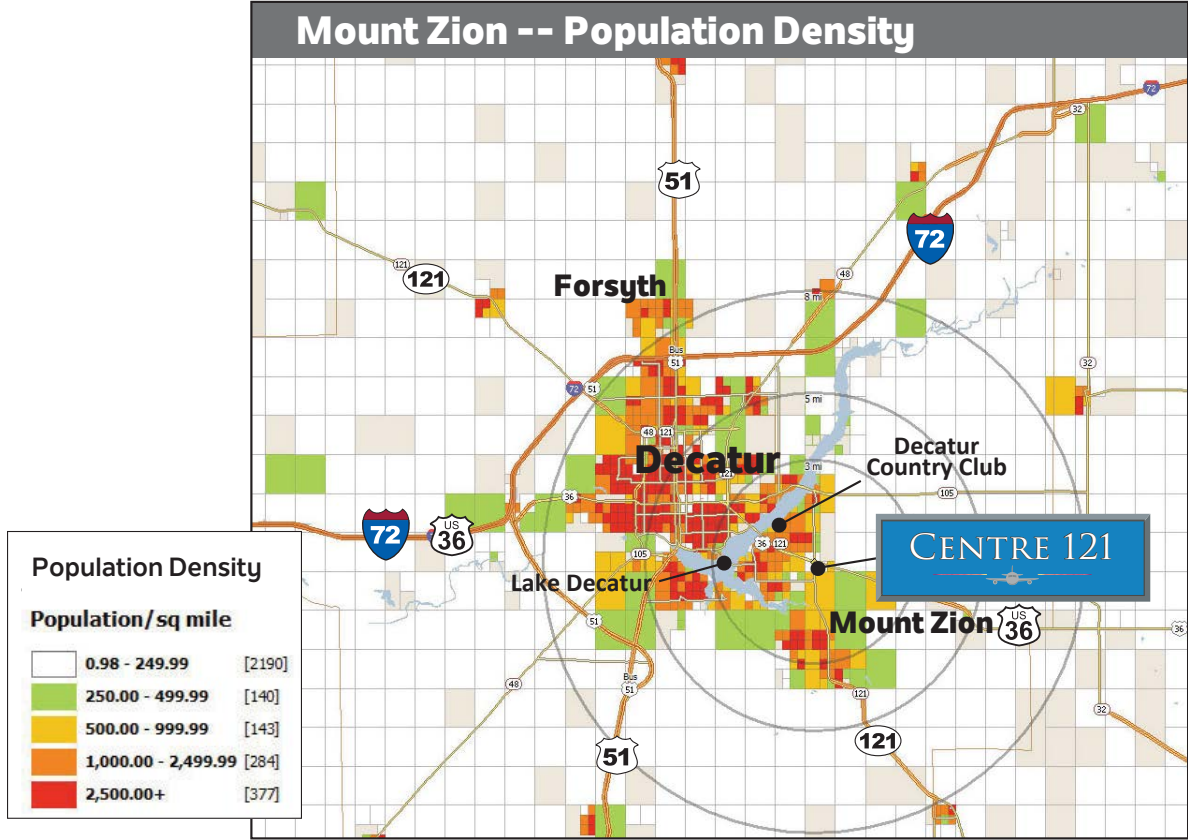 Mount Zion -- Population Density
72
32
51
72
121
121
48
Forsyth
8 mi
Bus
51
32
72
51
5 mi
48
121
Decatur
121
3 mi
Decatur
Country Club
36
105
72
US
36
36
121
CENTRE 121
105
Lake Decatur
51
Mount Zion
US
36
36
48
Bus
51
121
32
51
121
Population Density
Population/sq mile
0.98 - 249.99 [2190]
250.00 - 499.99 [140]
500.00 - 999.99 [143]
1,000.00 - 2,499.99 [284]
2,500.00+ [377]